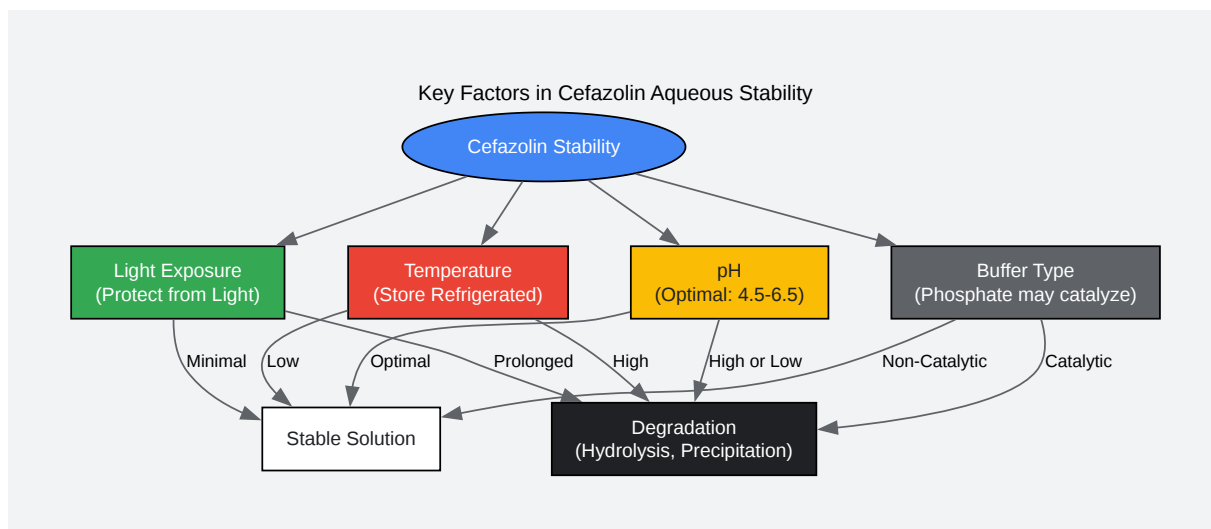 Key Factors in Cefazolin Aqueous Stability
Cefazolin Stability
Light Exposure
(Protect from Light)
Temperature
(Store Refrigerated)
pH
(Optimal: 4.5-6.5)
Buffer Type
(Phosphate may catalyze)
Minimal
Low
Optimal
Prolonged
High
High or Low
Non-Catalytic
Catalytic
Stable Solution
Degradation
(Hydrolysis, Precipitation)